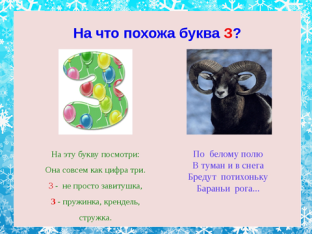 На что похожа буква З?
На эту букву посмотри:
Она совсем как цифра три.
З - не просто завитушка,
З - пружинка, крендель,
стружка.
По белому полю
В туман и в снега
Бредут потихоньку
Бараньи рога...